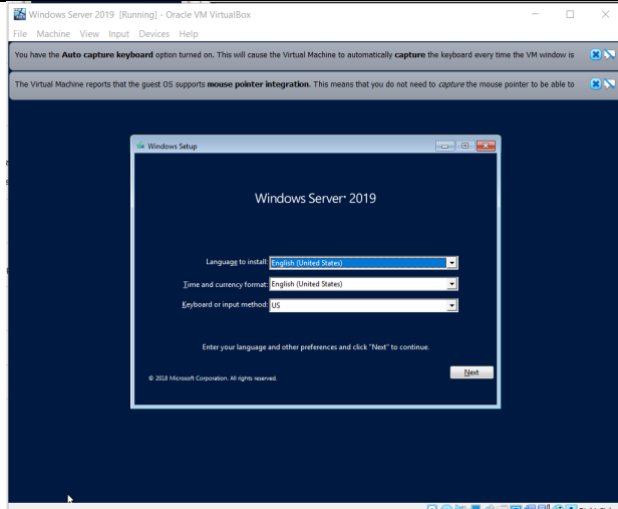 Windows Server 2019 [Running] - Oracle VM VirtualBox
File Machine View Input Devices Help
You have the Auto capture keyboard option turned on. This will cause the Virtual Machine to automatically capture the keyboard every time the VM window is
The Virtual Machine reports that the guest OS supports mouse pointer integration. This means that you do not need to capture the mouse pointer to be able to
Windows Setup
Windows Server 2019
Language to install: English (United States)
Time and currency format: English (United States)
Keyboard or input method: US
Enter your language and other preferences and click "Next" to continue.
© 2018 Microsoft Corporation. All rights reserved.
Next